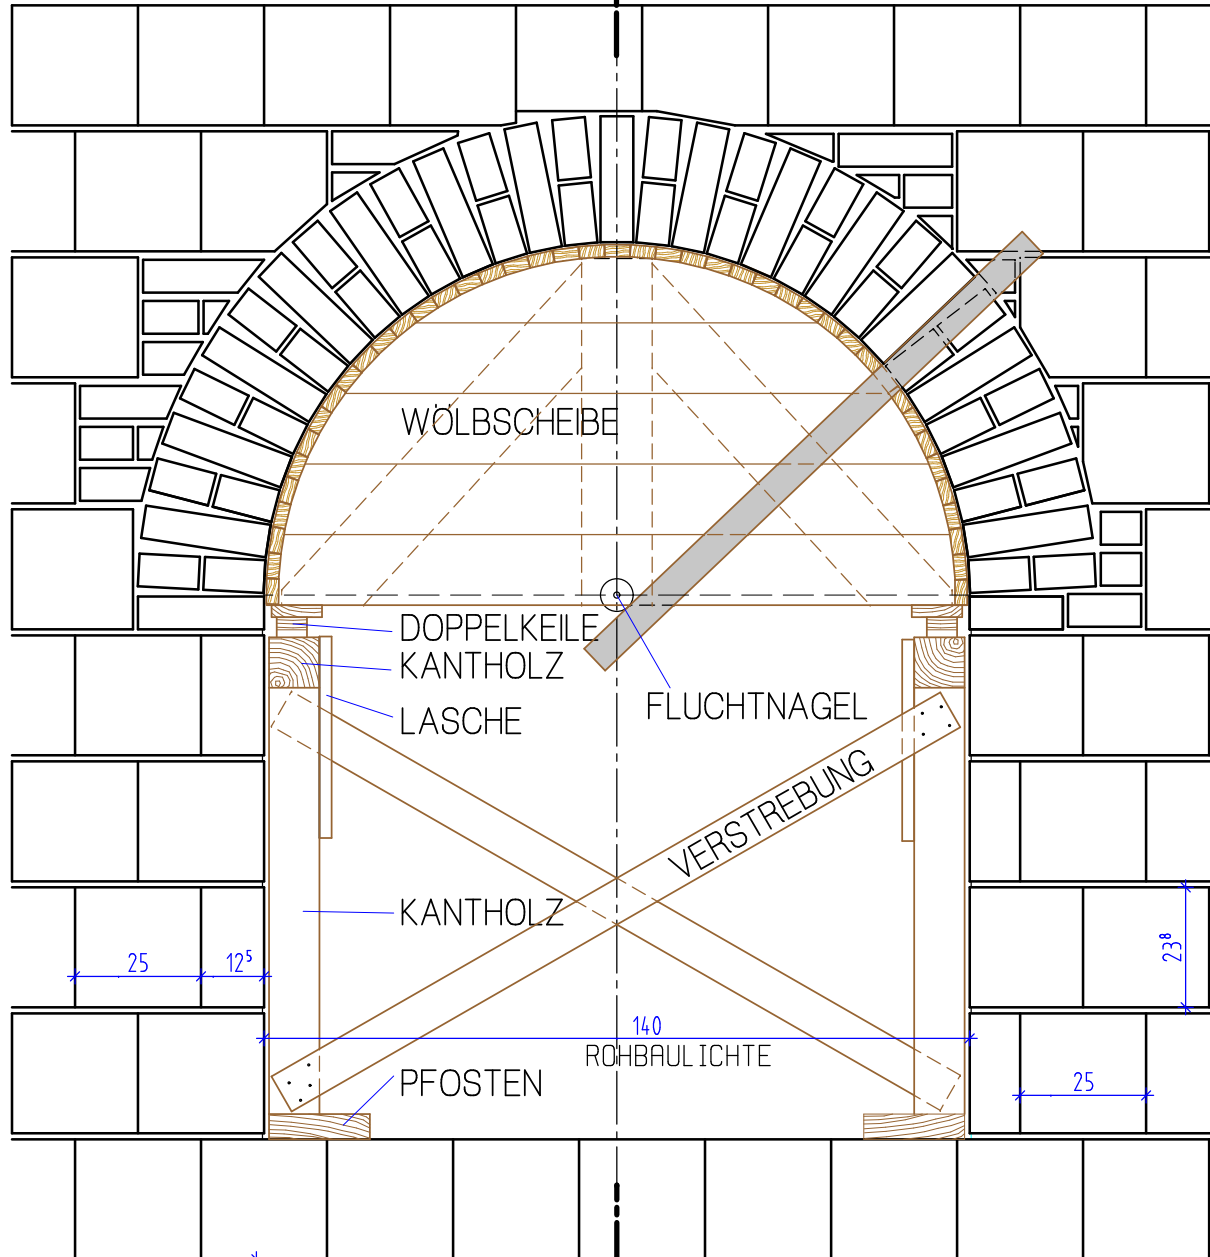 WÖLBSCHEIBE
DOPPELKEILE
KANTHOLZ
LASCHE
FLUCHTNAGEL
VERSTREBUNG
KANTHOLZ
25
12⁵
23⁸
140
ROHBAULICHTE
PFOSTEN
25